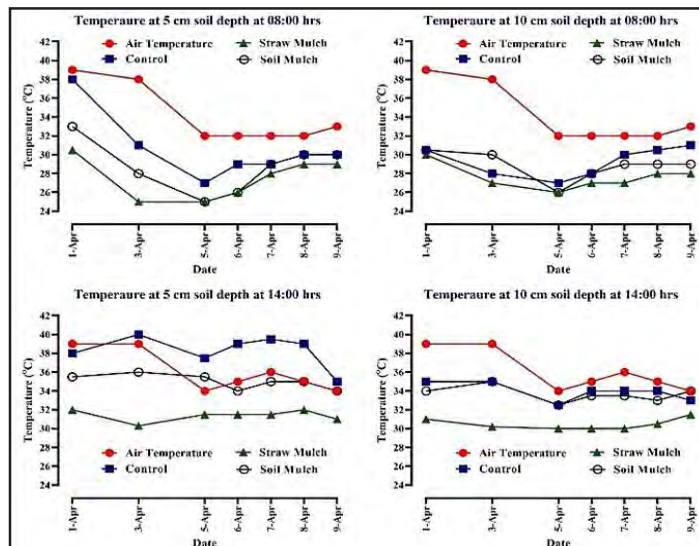 Temperaure at 5 cm soil depth at 08:00 hrs
42
40
38
36
34
32
30
28
26
24
Temperature (°C)
Air Temperature
Straw Mulch
Control
Soil Mulch
1-Apr
3-Apr
5-Apr
6-Apr
7-Apr
8-Apr
9-Apr
Date
Temperaure at 10 cm soil depth at 08:00 hrs
42
40
38
36
34
32
30
28
26
24
Temperature (°C)
Air Temperature
Straw Mulch
Control
Soil Mulch
1-Apr
3-Apr
5-Apr
6-Apr
7-Apr
8-Apr
9-Apr
Date
Temperaure at 5 cm soil depth at 14:00 hrs
42
40
38
36
34
32
30
28
26
24
Temperature (°C)
Air Temperature
Straw Mulch
Control
Soil Mulch
1-Apr
3-Apr
5-Apr
6-Apr
7-Apr
8-Apr
9-Apr
Date
Temperaure at 10 cm soil depth at 14:00 hrs
42
40
38
36
34
32
30
28
26
24
Temperature (°C)
Air Temperature
Straw Mulch
Control
Soil Mulch
1-Apr
3-Apr
5-Apr
6-Apr
7-Apr
8-Apr
9-Apr
Date